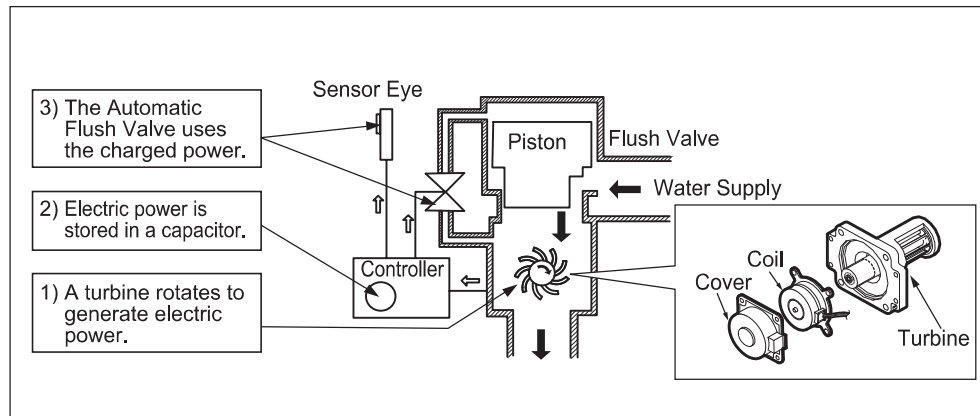 3) The Automatic
Flush Valve uses
the charged power.
2) Electric power is
stored in a capacitor.
1) A turbine rotates to
generate electric
power.
Sensor Eye
Piston
Flush Valve
Water Supply
Controller
Coil
Cover
Turbine